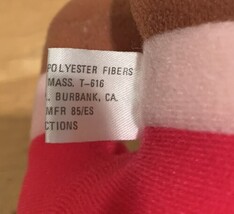 POLYESTER FIBERS
MASS. T-616
. BURBANK, CA.
MFR 85/ES
CTIONS